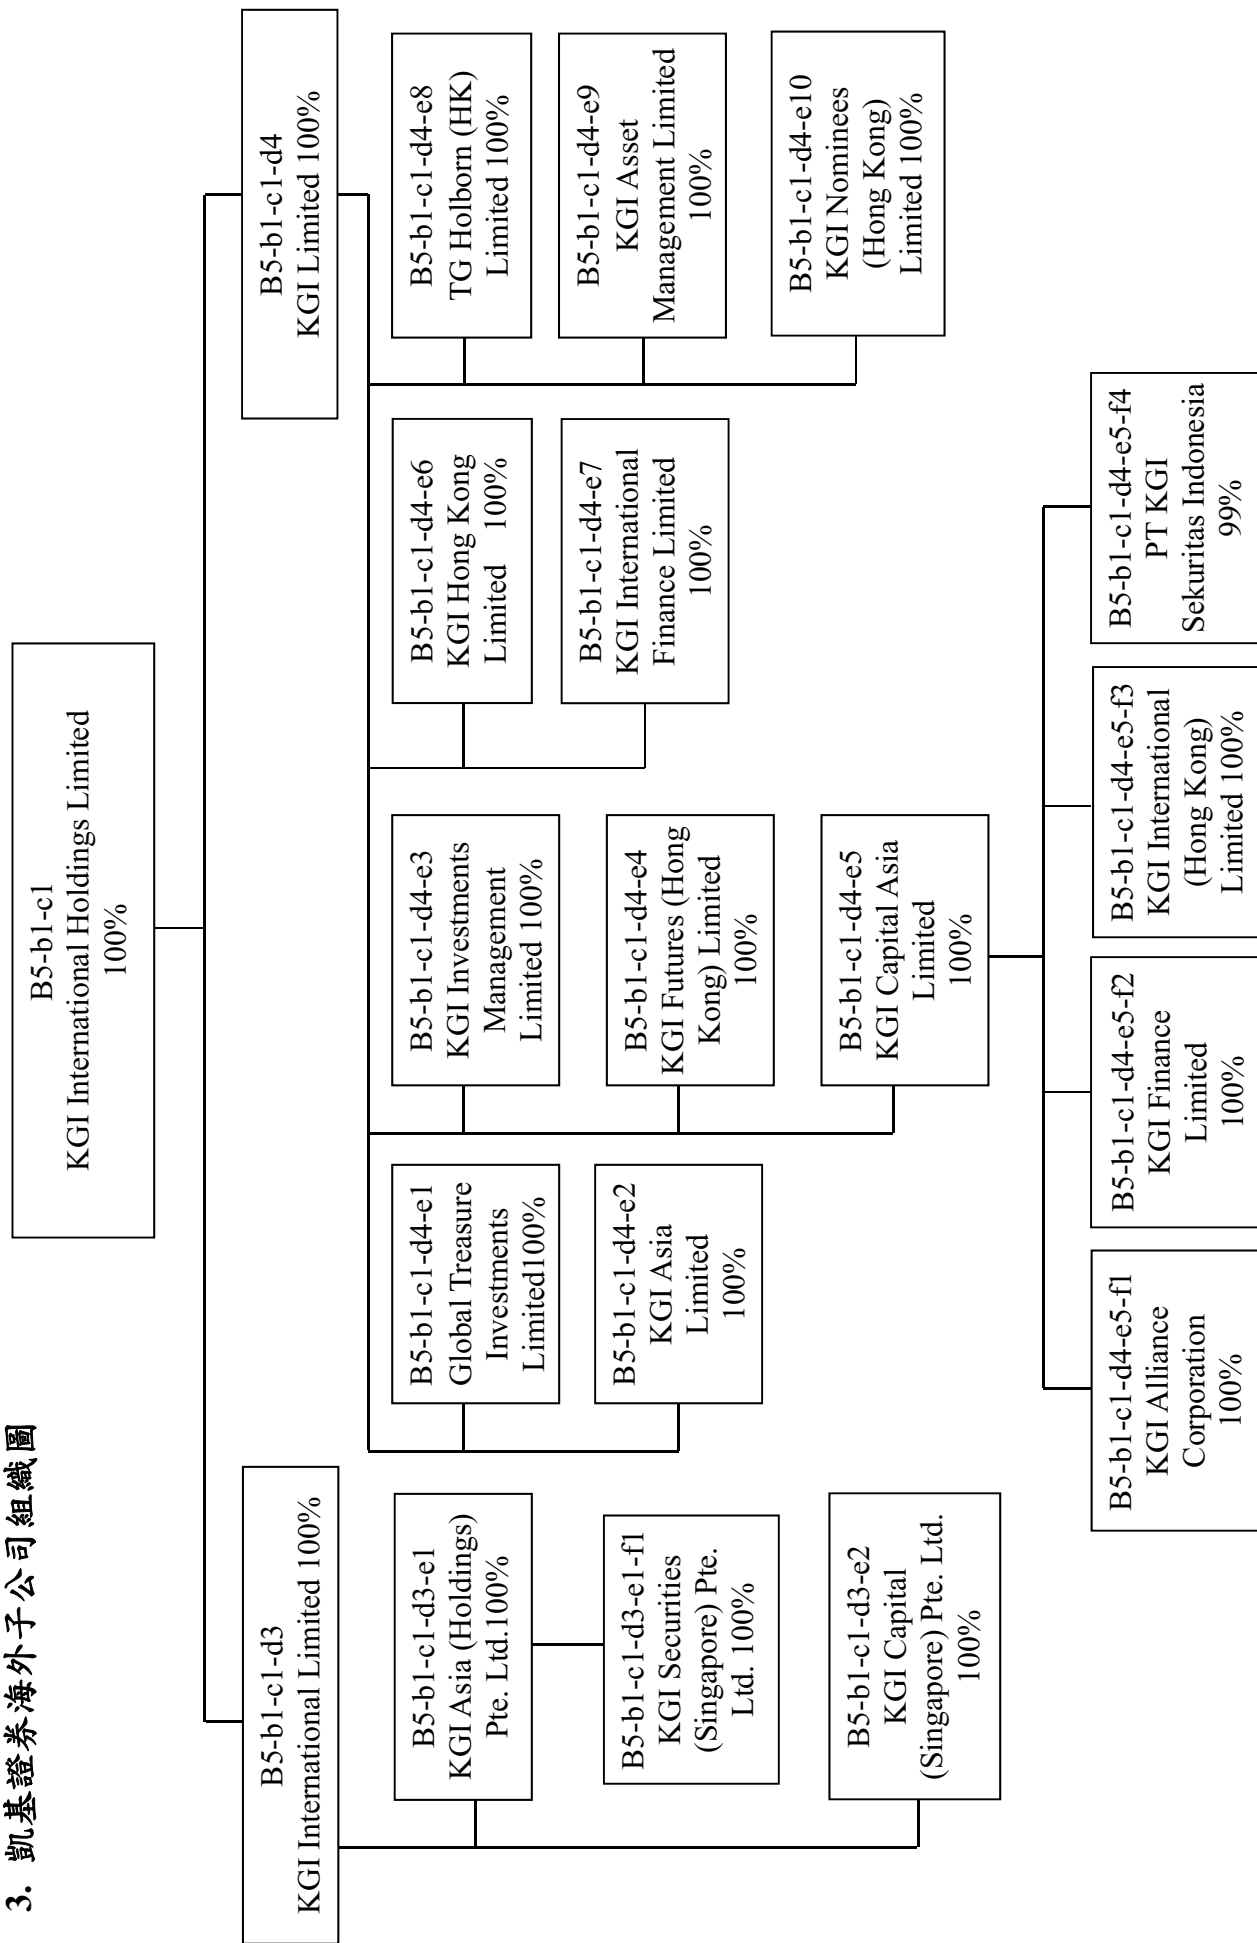 3. 凱基證券海外子公司組織圖
B5-b1-c1
KGI International Holdings Limited
100%
B5-b1-c1-d3
KGI International Limited 100%
B5-b1-c1-d4
KGI Limited 100%
B5-b1-c1-d3-e1
KGI Asia (Holdings)
Pte. Ltd.100%
B5-b1-c1-d3-e1-f1
KGI Securities
(Singapore) Pte.
Ltd. 100%
B5-b1-c1-d3-e2
KGI Capital
(Singapore) Pte. Ltd.
100%
B5-b1-c1-d4-e1
Global Treasure
Investments
Limited100%
B5-b1-c1-d4-e2
KGI Asia
Limited
100%
B5-b1-c1-d4-e3
KGI Investments
Management
Limited 100%
B5-b1-c1-d4-e4
KGI Futures (Hong
Kong) Limited
100%
B5-b1-c1-d4-e5
KGI Capital Asia
Limited
100%
B5-b1-c1-d4-e6
KGI Hong Kong
Limited 100%
B5-b1-c1-d4-e7
KGI International
Finance Limited
100%
B5-b1-c1-d4-e8
TG Holborn (HK)
Limited 100%
B5-b1-c1-d4-e9
KGI Asset
Management Limited
100%
B5-b1-c1-d4-e10
KGI Nominees
(Hong Kong)
Limited 100%
B5-b1-c1-d4-e5-f1
KGI Alliance
Corporation
100%
B5-b1-c1-d4-e5-f2
KGI Finance
Limited
100%
B5-b1-c1-d4-e5-f3
KGI International
(Hong Kong)
Limited 100%
B5-b1-c1-d4-e5-f4
PT KGI
Sekuritas Indonesia
99%